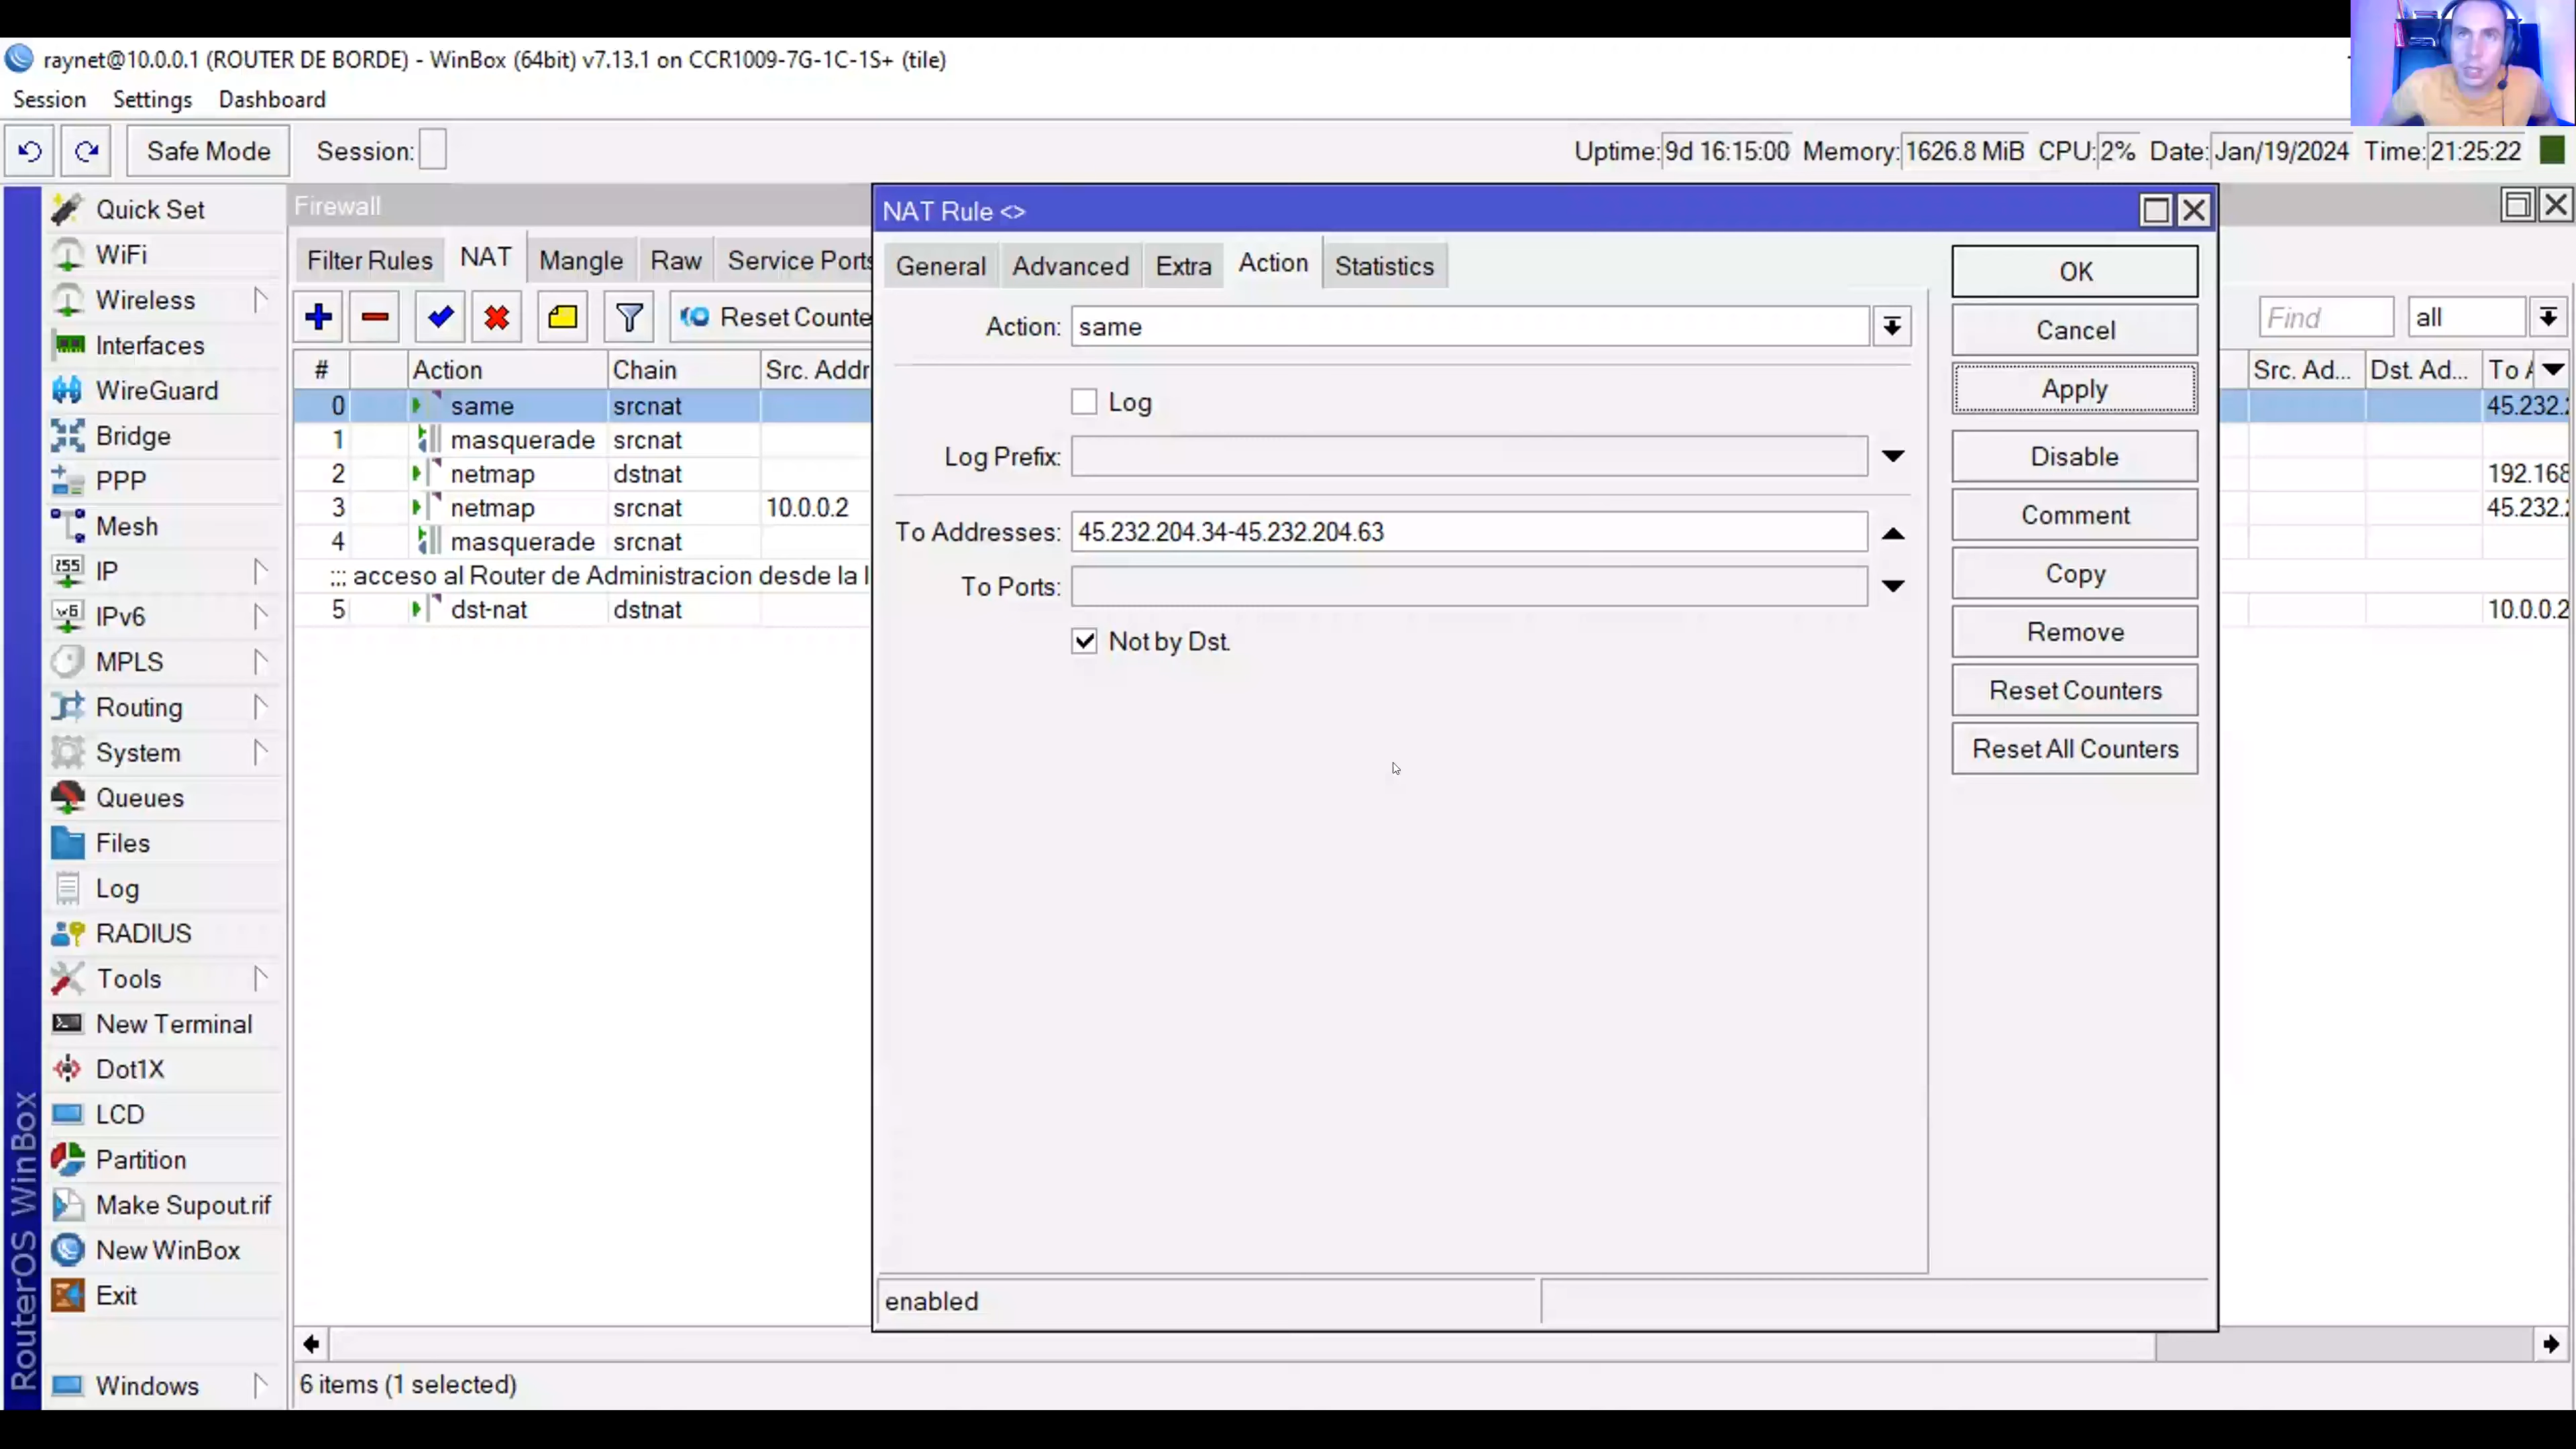 raynet@10.0.0.1 (ROUTER DE BORDE) - WinBox (64bit) v7.13.1 on CCR1009-7G-1C-1S+ (tile)
Session Settings Dashboard
Safe Mode Session: Uptime: 9d 16:15:00 Memory: 1626.8 MiB CPU: 2% Date: Jan/19/2024 Time: 21:25:22
RouterOS WinBox
Quick Set
WiFi
Wireless
Interfaces
WireGuard
Bridge
PPP
Mesh
255 IP
v6 IPv6
MPLS
Routing
System
Queues
Files
Log
RADIUS
Tools
New Terminal
Dot1X
LCD
Partition
Make Supout.rif
New WinBox
Exit
Windows
Firewall
Filter Rules NAT Mangle Raw Service Ports
Reset Counte
Find all
# Action Chain Src. Addr Src. Ad... Dst. Ad... To A
0 same srcnat 45.232.2
1 masquerade srcnat
2 netmap dstnat 192.168
3 netmap srcnat 10.0.0.2 45.232.2
4 masquerade srcnat
::: acceso al Router de Administracion desde la I
5 dst-nat dstnat 10.0.0.2
6 items (1 selected)
NAT Rule <>
General Advanced Extra Action Statistics
Action: same
Log
Log Prefix:
To Addresses: 45.232.204.34-45.232.204.63
To Ports:
Not by Dst.
OK
Cancel
Apply
Disable
Comment
Copy
Remove
Reset Counters
Reset All Counters
enabled